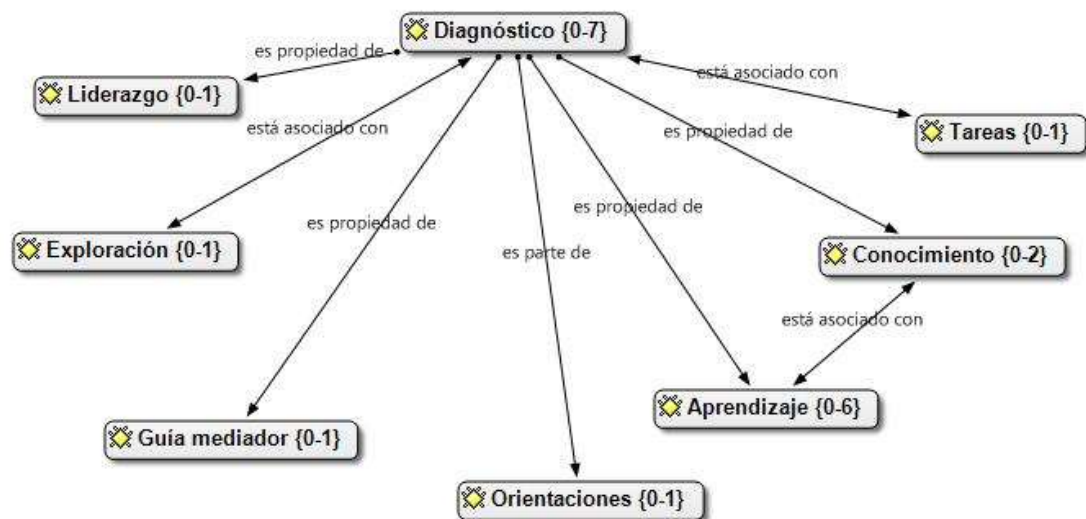 Diagnóstico {0-7}
es propiedad de
Liderazgo {0-1}
está asociado con
está asociado con
Tareas {0-1}
es propiedad de
es propiedad de
es propiedad de
Exploración {0-1}
es parte de
Conocimiento {0-2}
está asociado con
Aprendizaje {0-6}
Guía mediador {0-1}
Orientaciones {0-1}